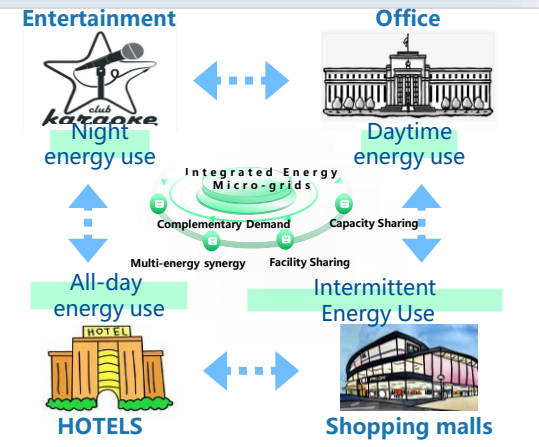 Entertainment
Office
club
karaoke
Night
energy use
Daytime
energy use
Integrated Energy
Micro-grids
Complementary Demand
Capacity Sharing
Multi-energy synergy
Facility Sharing
All-day
energy use
Intermittent
Energy Use
HOTEL
HOTELS
Shopping malls